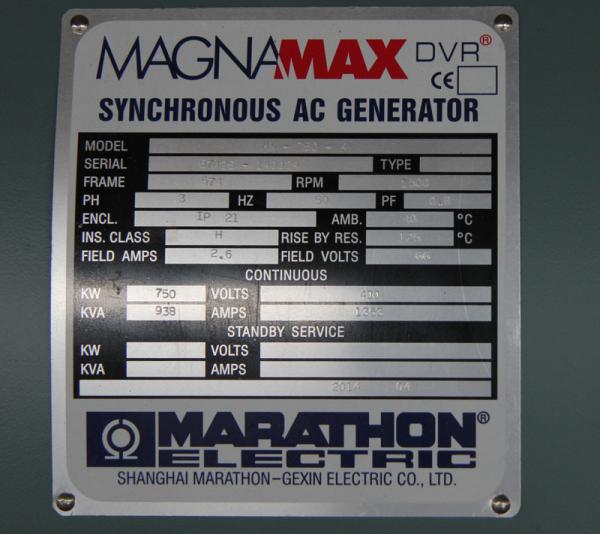 MAGNAMAX DVR®
CE
SYNCHRONOUS AC GENERATOR
MODEL
SERIAL TYPE
FRAME 574 RPM 1500
PH 3 HZ 50 PF 0.8
ENCL. IP 21 AMB. 40 °C
INS. CLASS H RISE BY RES. 125 °C
FIELD AMPS 2.6 FIELD VOLTS 66
CONTINUOUS
KW 750 VOLTS 400
KVA 938 AMPS
STANDBY SERVICE
KW VOLTS
KVA AMPS
2014 04
MARATHON®
ELECTRIC
SHANGHAI MARATHON-GEXIN ELECTRIC CO., LTD.